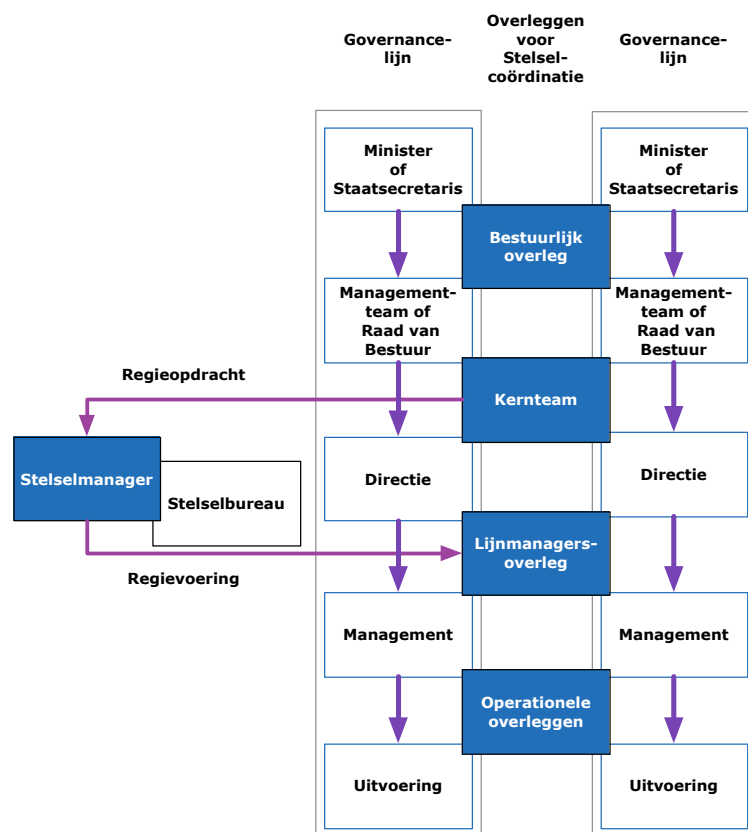 Governance-
lijn
Overleggen
voor
Stelsel-
coördinatie
Governance-
lijn
Minister
of
Staatsecretaris
Minister
of
Staatsecretaris
Bestuurlijk
overleg
Management-
team of
Raad van
Bestuur
Management-
team of
Raad van
Bestuur
Regieopdracht
Kernteam
Stelselmanager
Stelselbureau
Directie
Directie
Lijnmanagers-
overleg
Regievoering
Management
Management
Operationele
overleggen
Uitvoering
Uitvoering